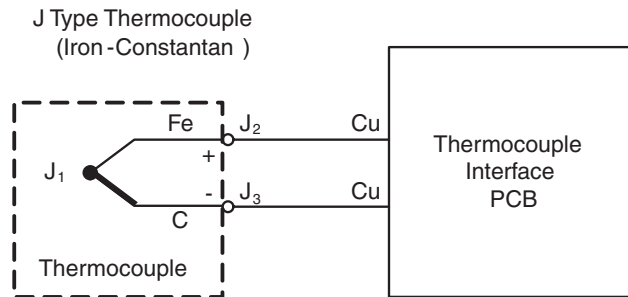 J Type Thermocouple
(Iron-Constantan )
Fe
J2
Cu
+
J1
Thermocouple
Interface
PCB
-
J3
Cu
C
Thermocouple